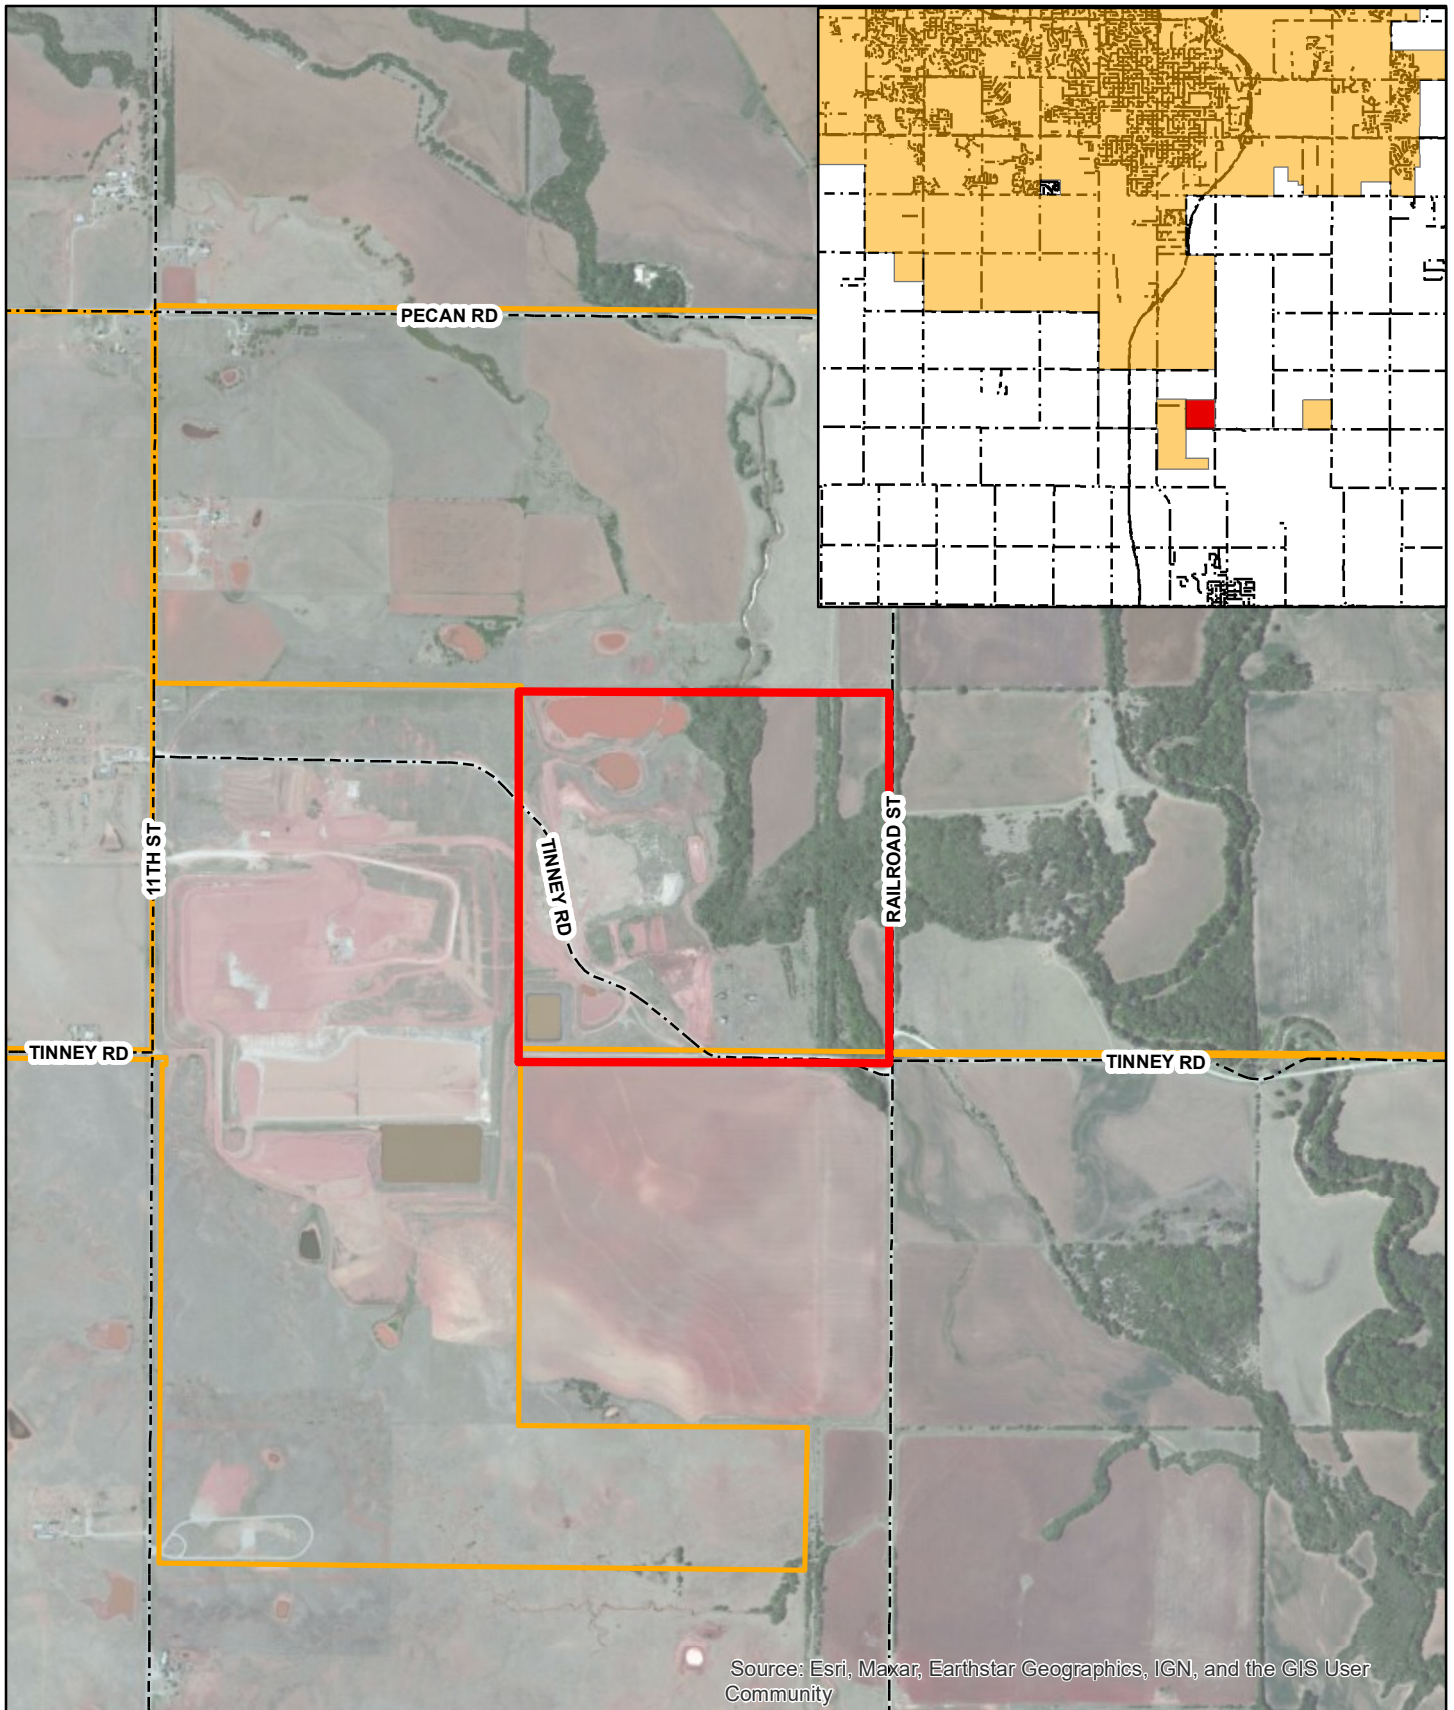 PECAN RD
11TH ST
TINNEY RD
RAILROAD ST
TINNEY RD
TINNEY RD
Source: Esri, Maxar, Earthstar Geographics, IGN, and the GIS User
Community